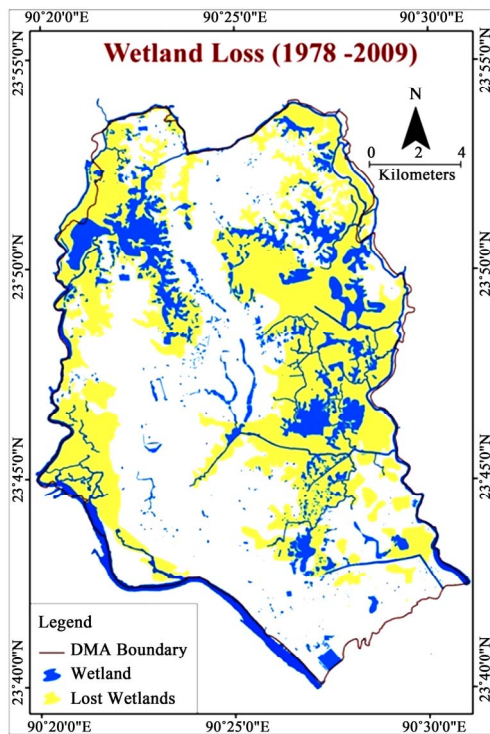 90°20'0"E 90°25'0"E 90°30'0"E
Wetland Loss (1978 -2009)
23°55'0"N 23°55'0"N
N
0 2 4
Kilometers
23°50'0"N 23°50'0"N
23°45'0"N 23°45'0"N
Legend
DMA Boundary
Wetland
Lost Wetlands
23°40'0"N 23°40'0"N
90°20'0"E 90°25'0"E 90°30'0"E